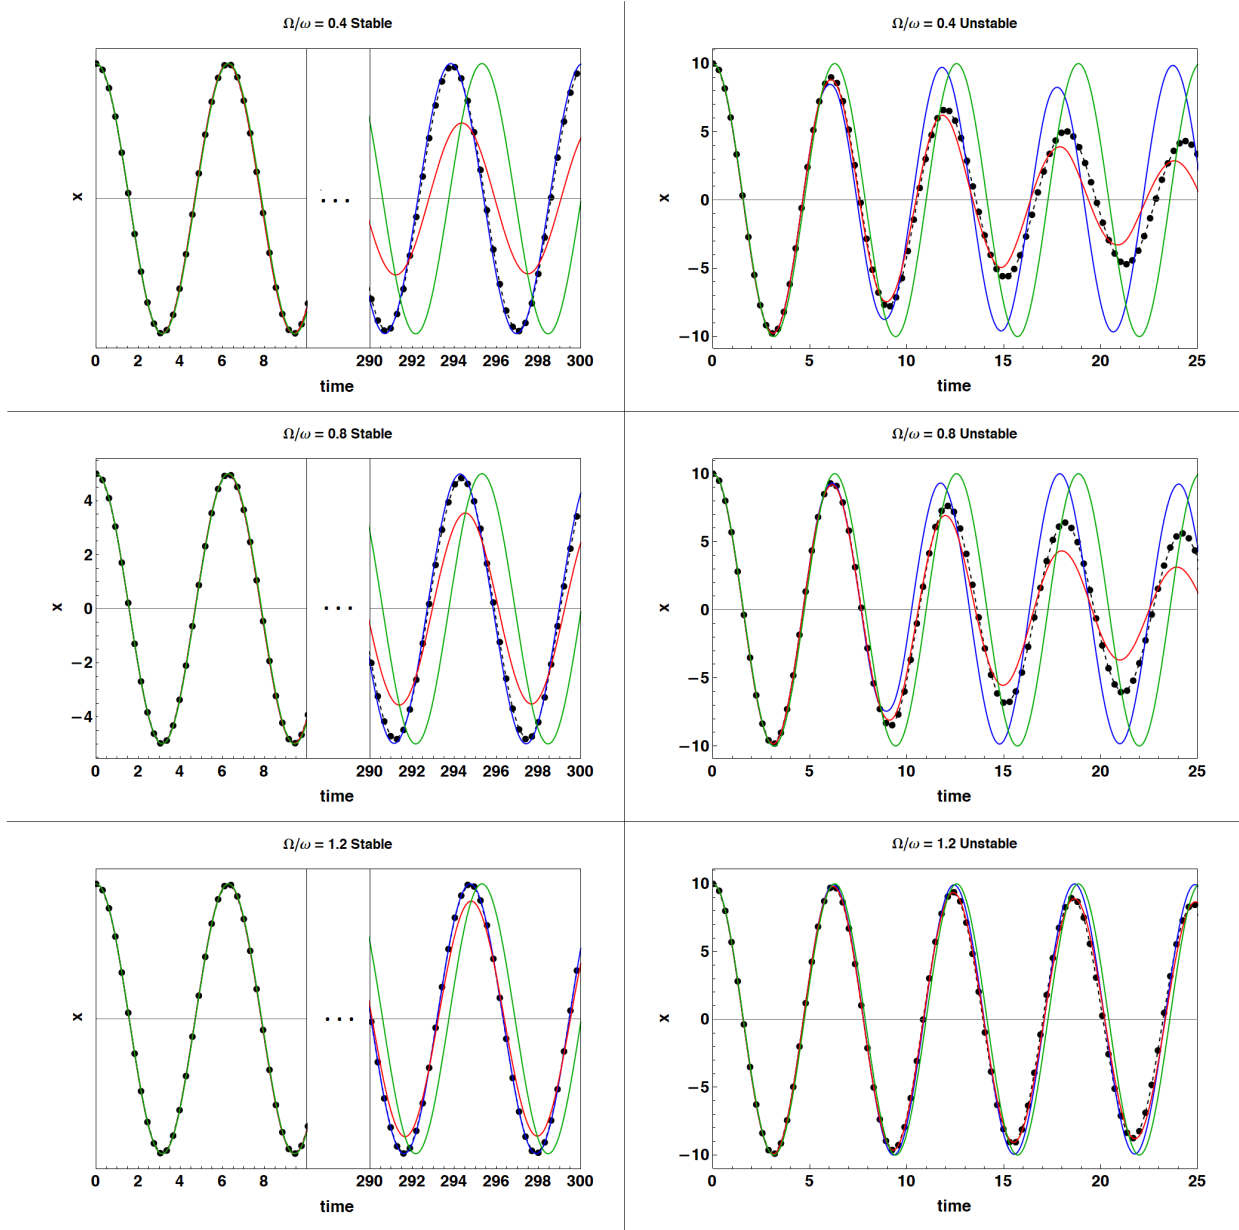 Ω/ω = 0.4 Stable
x
0 2 4 6 8 290 292 294 296 298 300
time
Ω/ω = 0.4 Unstable
10
5
0
−5
−10
x
0 5 10 15 20 25
time
Ω/ω = 0.8 Stable
4
2
0
−2
−4
x
0 2 4 6 8 290 292 294 296 298 300
time
Ω/ω = 0.8 Unstable
10
5
0
−5
−10
x
0 5 10 15 20 25
time
Ω/ω = 1.2 Stable
x
0 2 4 6 8 290 292 294 296 298 300
time
Ω/ω = 1.2 Unstable
10
5
0
−5
−10
x
0 5 10 15 20 25
time